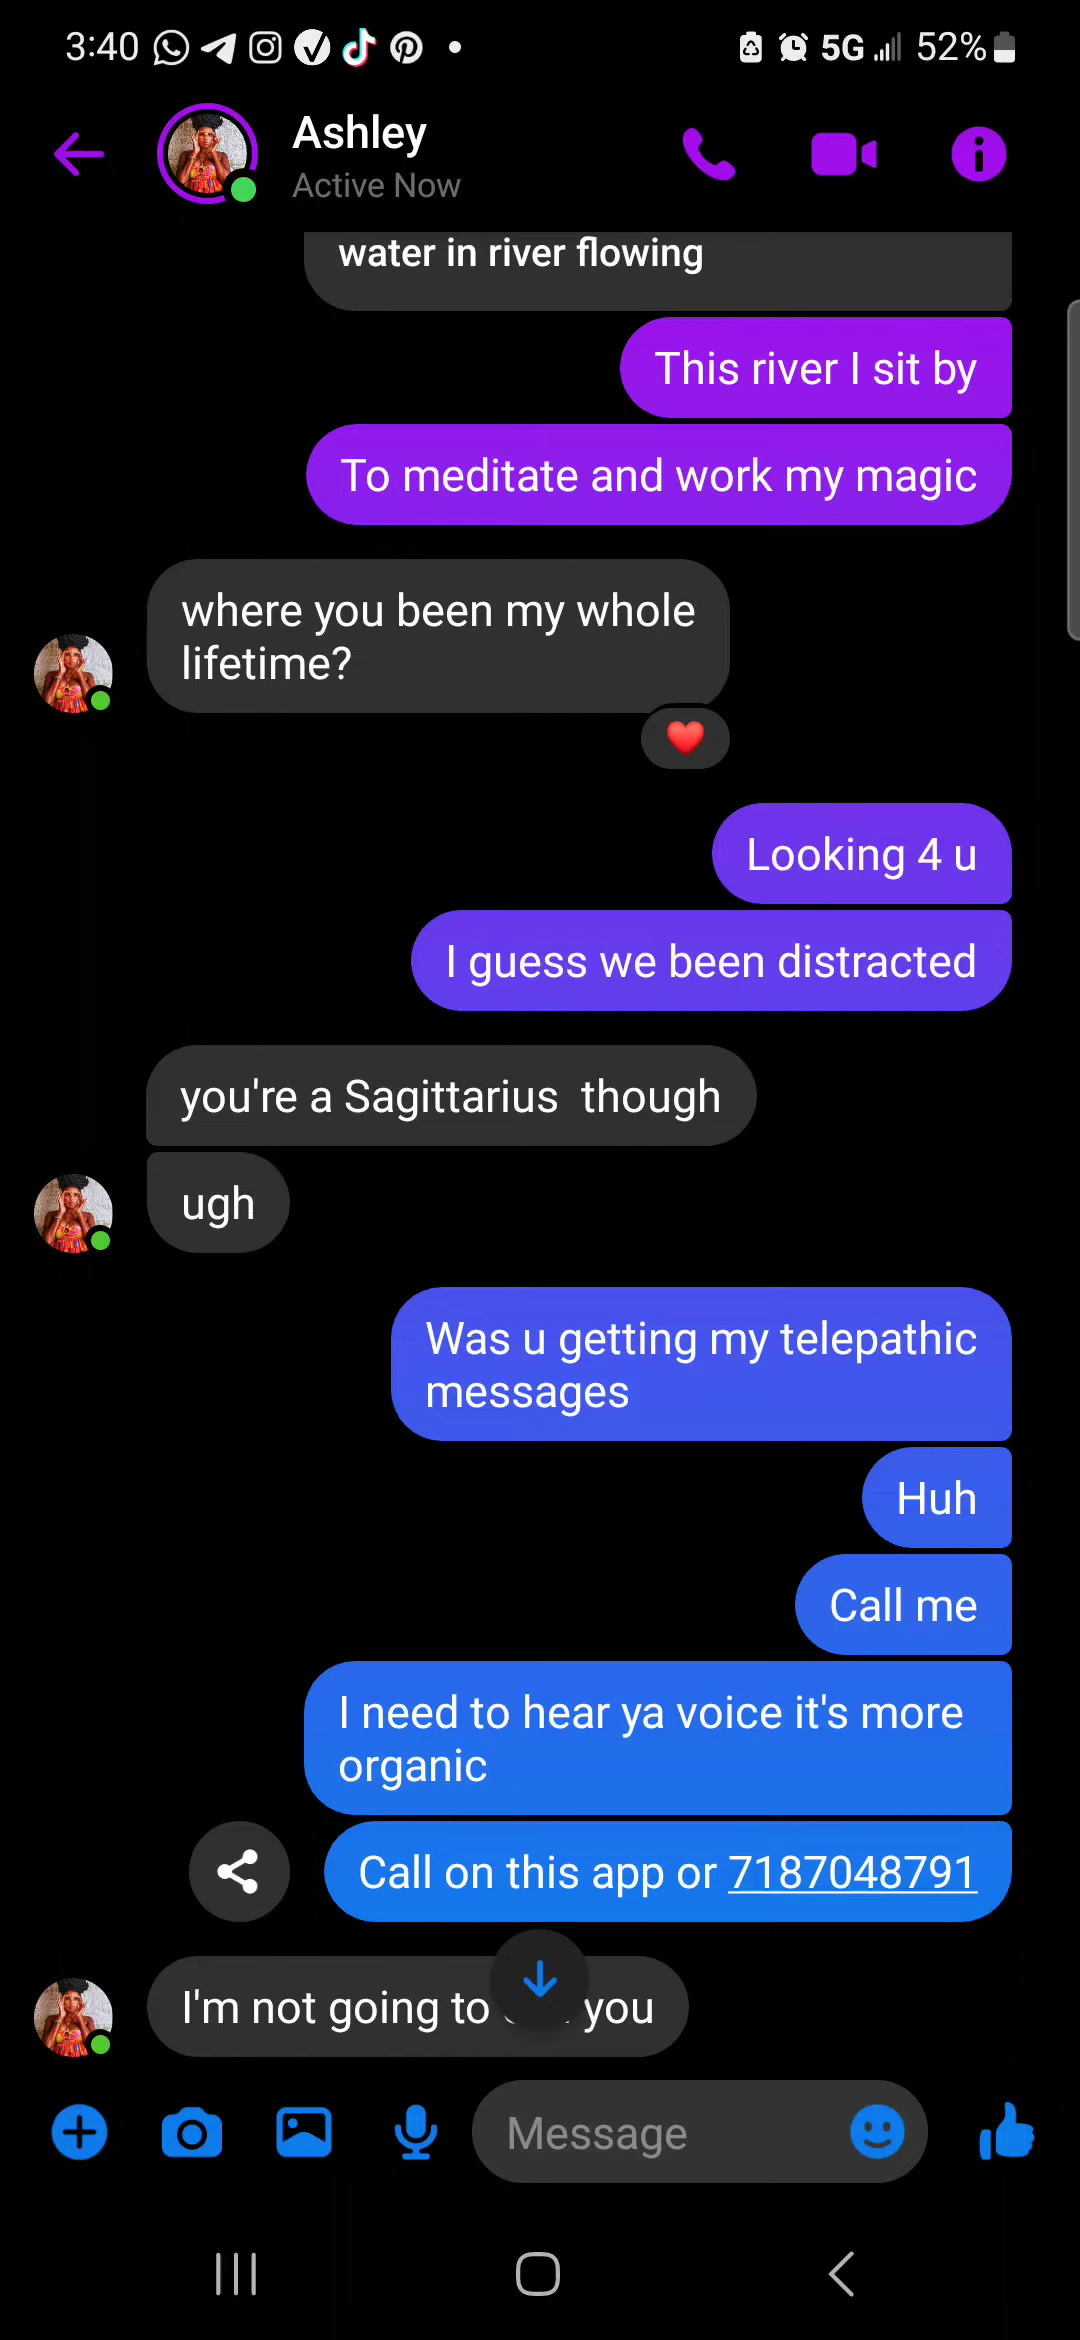 3:40
5G 52%
Ashley
Active Now
water in river flowing
This river I sit by
To meditate and work my magic
where you been my whole
lifetime?
Looking 4 u
I guess we been distracted
you're a Sagittarius  though
ugh
Was u getting my telepathic
messages
Huh
Call me
I need to hear ya voice it's more
organic
Call on this app or 7187048791
I'm not going to you
Message